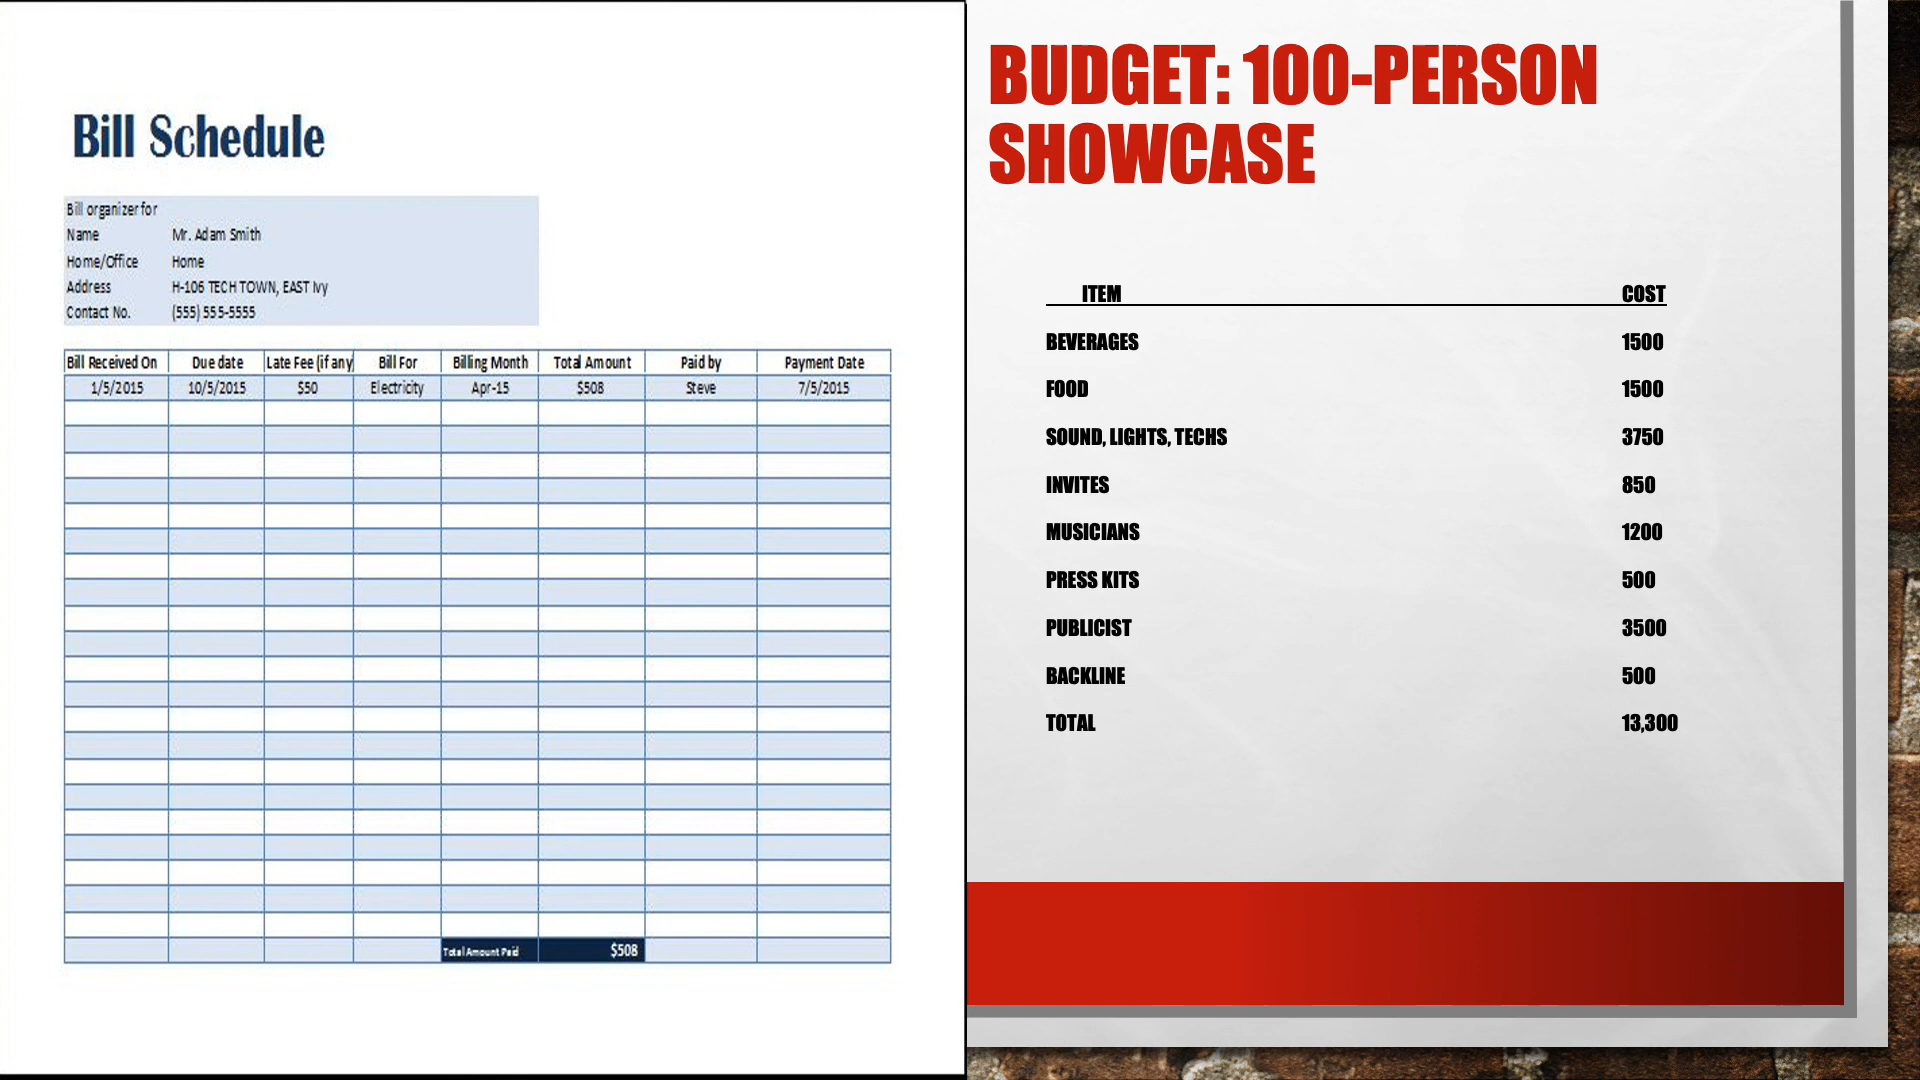 Bill Schedule
Bill organizer for
Name Mr. Adam Smith
Home/Office Home
Address H-106 TECH TOWN, EAST Ivy
Contact No. (555) 555-5555
Bill Received On Due date Late Fee (if any) Bill For Billing Month Total Amount Paid by Payment Date
1/5/2015 10/5/2015 $50 Electricity Apr-15 $508 Steve 7/5/2015
Total Amount Paid $508
BUDGET: 100-PERSON
SHOWCASE
ITEM COST
BEVERAGES 1500
FOOD 1500
SOUND, LIGHTS, TECHS 3750
INVITES 850
MUSICIANS 1200
PRESS KITS 500
PUBLICIST 3500
BACKLINE 500
TOTAL 13,300